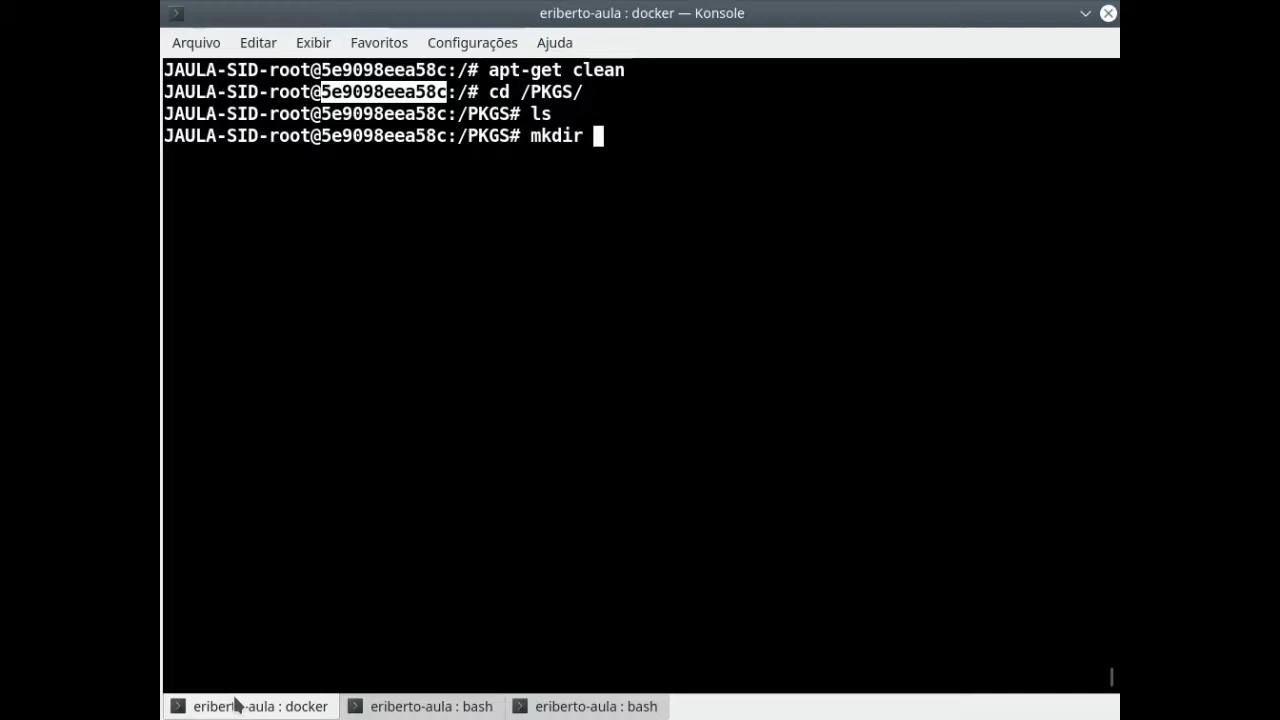 eriberto-aula : docker — Konsole
Arquivo Editar Exibir Favoritos Configurações Ajuda
JAULA-SID-root@5e9098eea58c:/# apt-get clean
JAULA-SID-root@5e9098eea58c:/# cd /PKGS/
JAULA-SID-root@5e9098eea58c:/PKGS# ls
JAULA-SID-root@5e9098eea58c:/PKGS# mkdir
eriberto-aula : docker eriberto-aula : bash eriberto-aula : bash